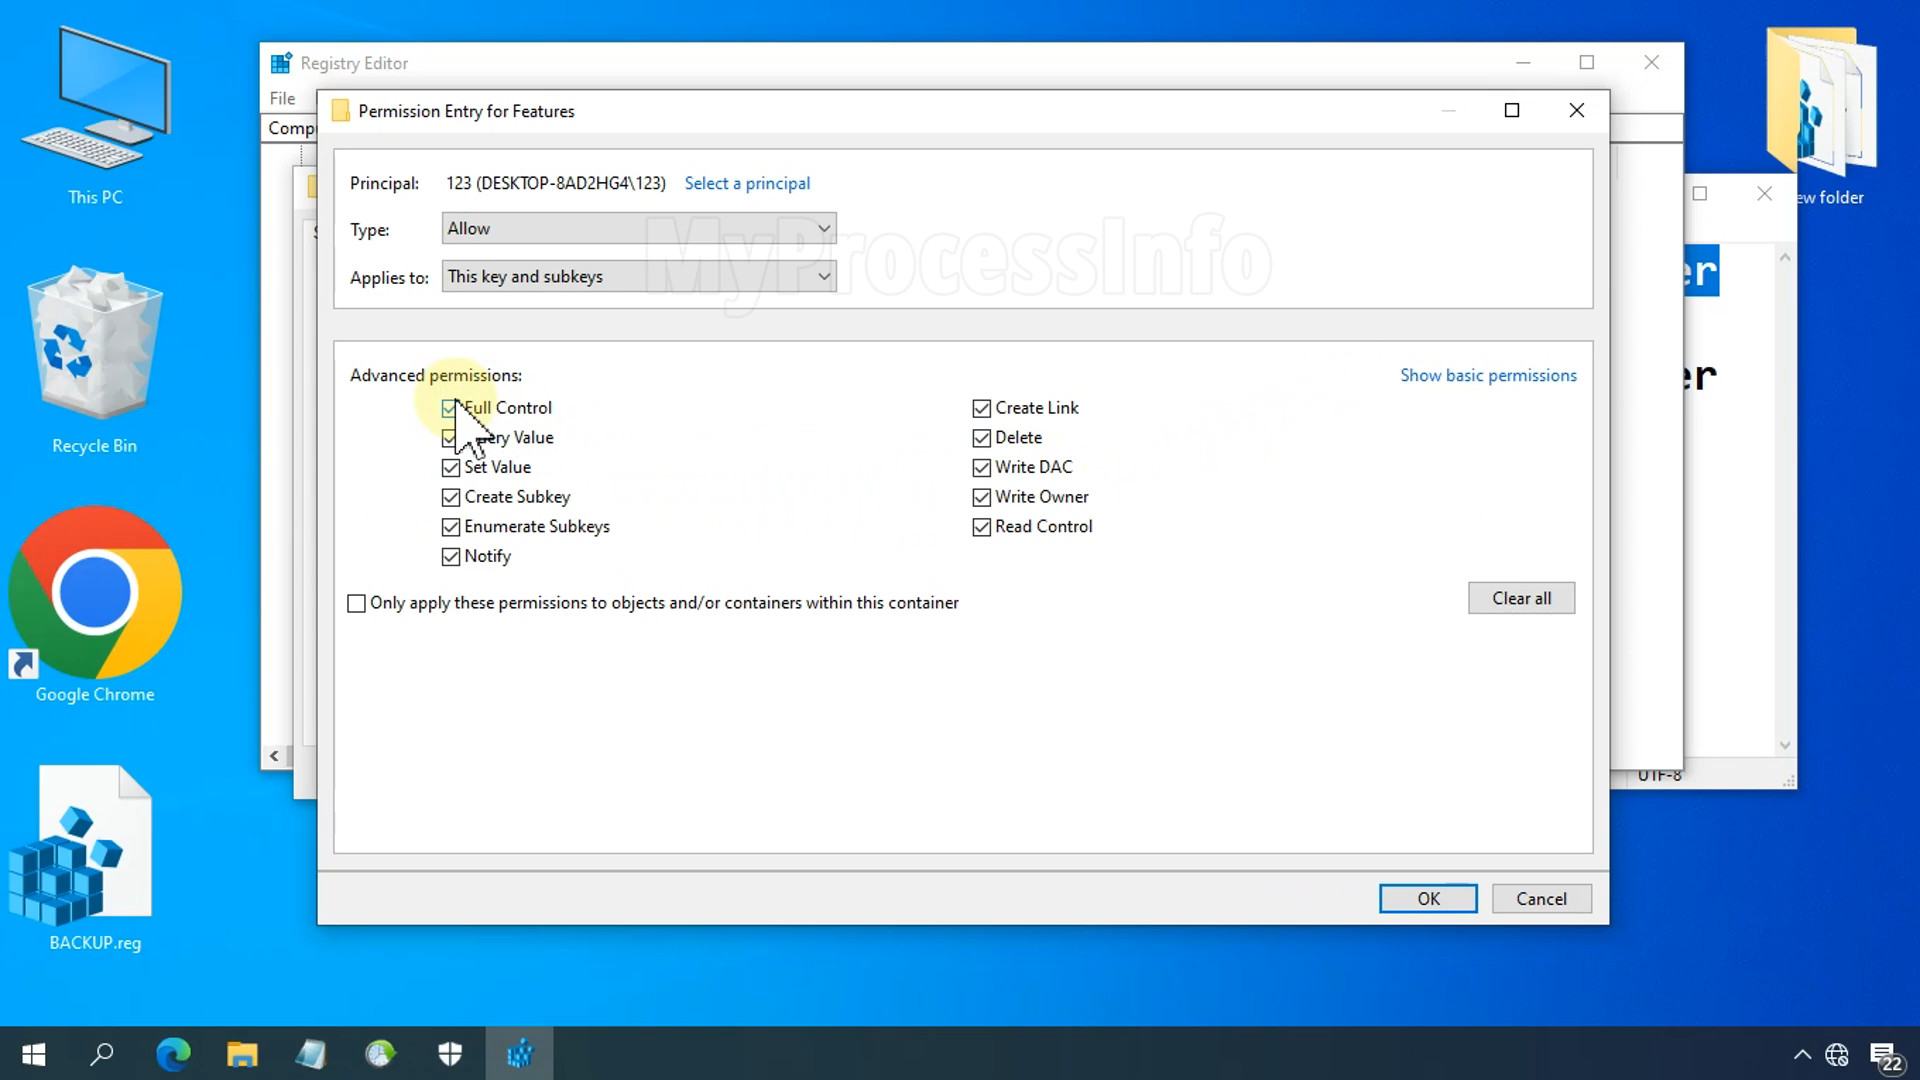 This PC
Recycle Bin
Google Chrome
BACKUP.reg
Registry Editor
File
Permission Entry for Features
Principal: 123 (DESKTOP-8AD2HG4\123) Select a principal
Type: Allow
Applies to: This key and subkeys
MyProcessInfo
Advanced permissions: Show basic permissions
Full Control
Set Value
Create Subkey
Enumerate Subkeys
Notify
Create Link
Delete
Write DAC
Write Owner
Read Control
Only apply these permissions to objects and/or containers within this container
Clear all
OK Cancel
folder
UTF-8
22